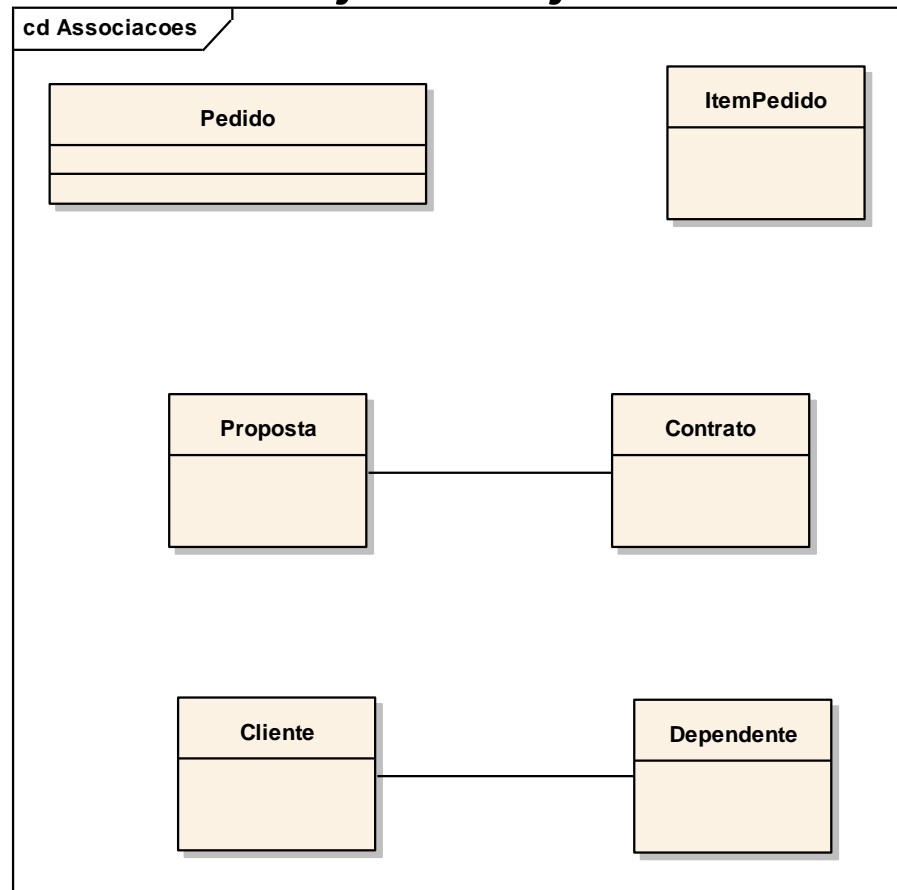 cd Associacoes
Pedido
ItemPedido
Proposta
Contrato
Cliente
Dependente